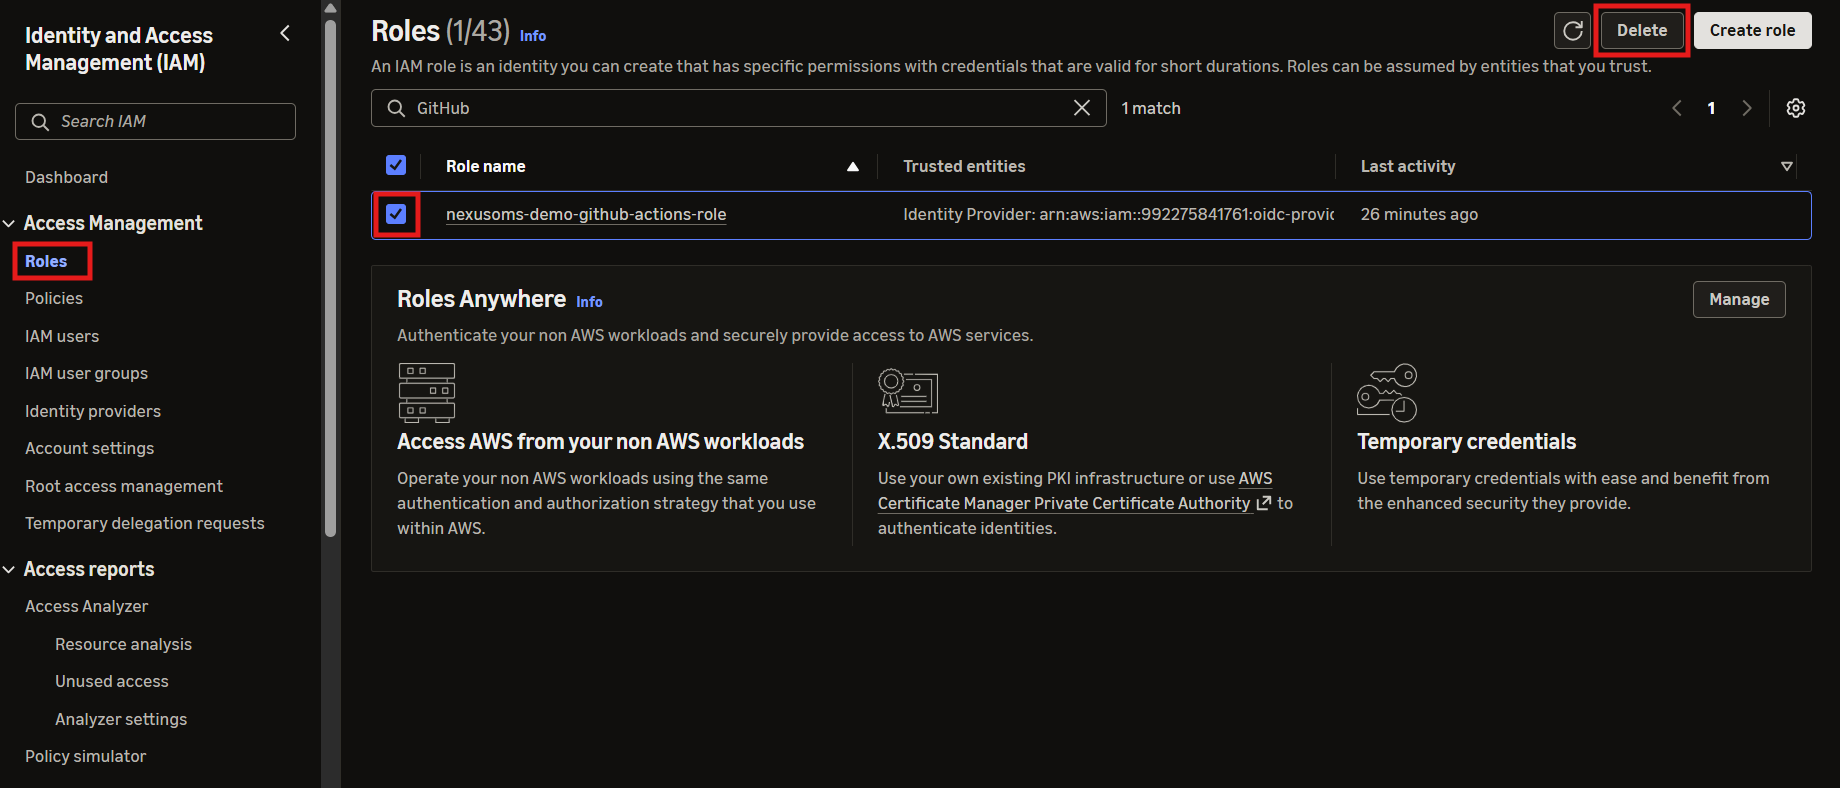 Identity and Access
Management (IAM)
Search IAM
Dashboard
Access Management
Roles
Policies
IAM users
IAM user groups
Identity providers
Account settings
Root access management
Temporary delegation requests
Access reports
Access Analyzer
Resource analysis
Unused access
Analyzer settings
Policy simulator
Roles (1/43) Info
Delete
Create role
An IAM role is an identity you can create that has specific permissions with credentials that are valid for short durations. Roles can be assumed by entities that you trust.
GitHub
1 match
1
Role name
Trusted entities
Last activity
nexusoms-demo-github-actions-role
Identity Provider: arn:aws:iam::992275841761:oidc-provid
26 minutes ago
Roles Anywhere Info
Manage
Authenticate your non AWS workloads and securely provide access to AWS services.
Access AWS from your non AWS workloads
Operate your non AWS workloads using the same
authentication and authorization strategy that you use
within AWS.
X.509 Standard
Use your own existing PKI infrastructure or use AWS
Certificate Manager Private Certificate Authority to
authenticate identities.
Temporary credentials
Use temporary credentials with ease and benefit from
the enhanced security they provide.